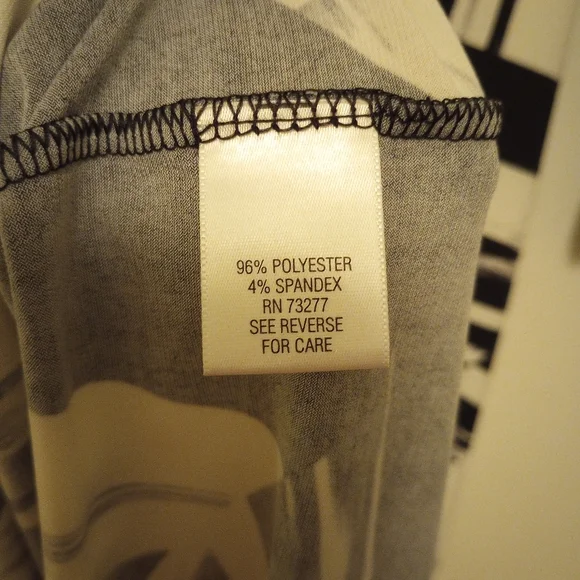 96% POLYESTER
4% SPANDEX
RN 73277
SEE REVERSE
FOR CARE